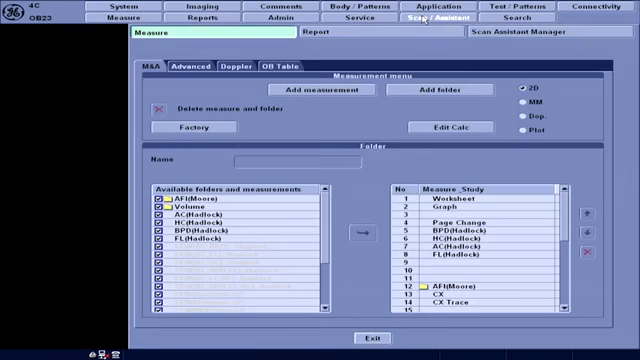 4C
OB23
System Imaging Comments Body / Patterns Application Test / Patterns Connectivity
Measure Reports Admin Service Scan / Assistant Search
Measure Report Scan Assistant Manager
M&A Advanced Doppler OB Table
Measurement menu
Add measurement Add folder
2D
MM
Dop.
Plot
Delete measure and folder
Factory Edit Calc
Folder
Name
Available folders and measurements
AFI(Moore)
Volume
AC(Hadlock)
HC(Hadlock)
BPD(Hadlock)
FL(Hadlock)
No Measure _Study
1 Worksheet
2 Graph
3
4 Page Change
5 BPD(Hadlock)
6 HC(Hadlock)
7 AC(Hadlock)
8 FL(Hadlock)
9
10
11
12 AFI(Moore)
13 CX
14 CX Trace
15
Exit